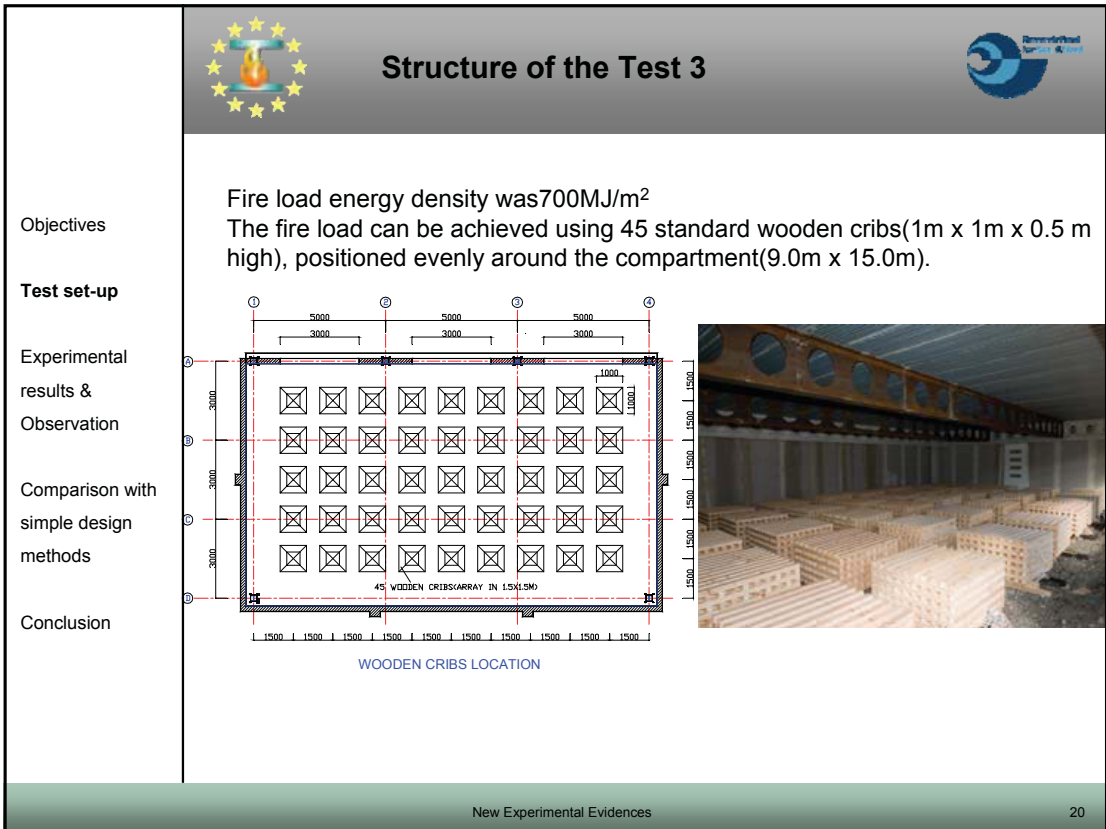 Structure of the Test 3
Objectives
Test set-up
Experimental
results &
Observation
Comparison with
simple design
methods
Conclusion
Fire load energy density was700MJ/m2
The fire load can be achieved using 45 standard wooden cribs(1m x 1m x 0.5 m
high), positioned evenly around the compartment(9.0m x 15.0m).
1 2 3 4
5000 5000 5000
3000 3000 3000
A
B
C
D
3000
3000
3000
1000
1000
1500
1500
1500
1500
1500
1500
45 WOODEN CRIBS(ARRAY IN 1.5X1.5M)
1500 1500 1500 1500 1500 1500 1500 1500 1500 1500
WOODEN CRIBS LOCATION
New Experimental Evidences
20